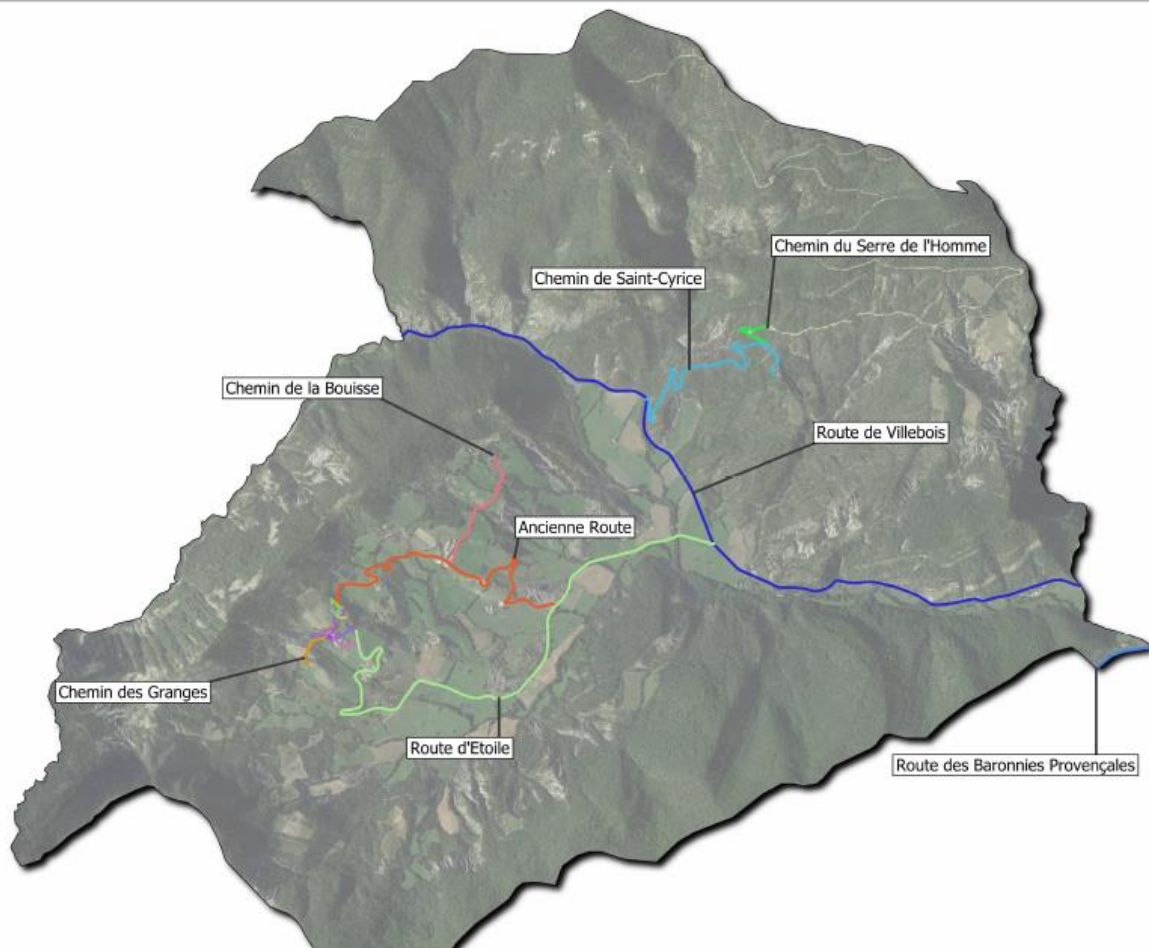 Chemin du Serre de l'Homme
Chemin de Saint-Cyrice
Chemin de la Bouisse
Route de Villebois
Ancienne Route
Chemin des Granges
Route d'Etoile
Route des Baronnies Provençales